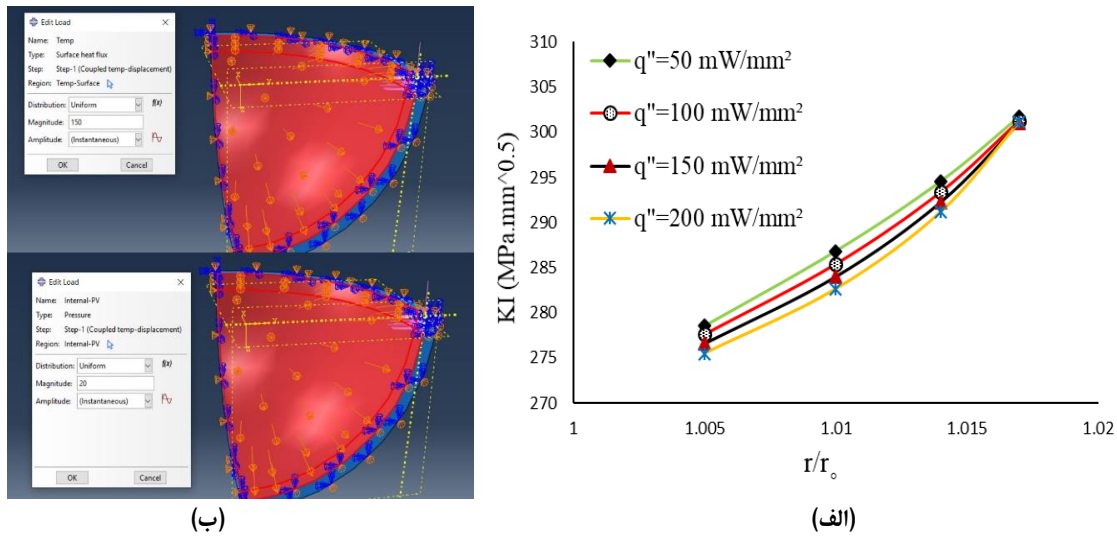 Edit Load
Name: Temp
Type: Surface heat flux
Step: Step-1 (Coupled temp-displacement)
Region: Temp-Surface
Distribution: Uniform f(x)
Magnitude: 150
Amplitude: (Instantaneous)
OK Cancel
Edit Load
Name: Internal-PV
Type: Pressure
Step: Step-1 (Coupled temp-displacement)
Region: Internal-PV
Distribution: Uniform f(x)
Magnitude: 20
Amplitude: (Instantaneous)
OK Cancel
(ب)
KI (MPa.mm^0.5)
310
305
300
295
290
285
280
275
270
q"=50 mW/mm²
q"=100 mW/mm²
q"=150 mW/mm²
q"=200 mW/mm²
1 1.005 1.01 1.015 1.02
r/r。
(الف)